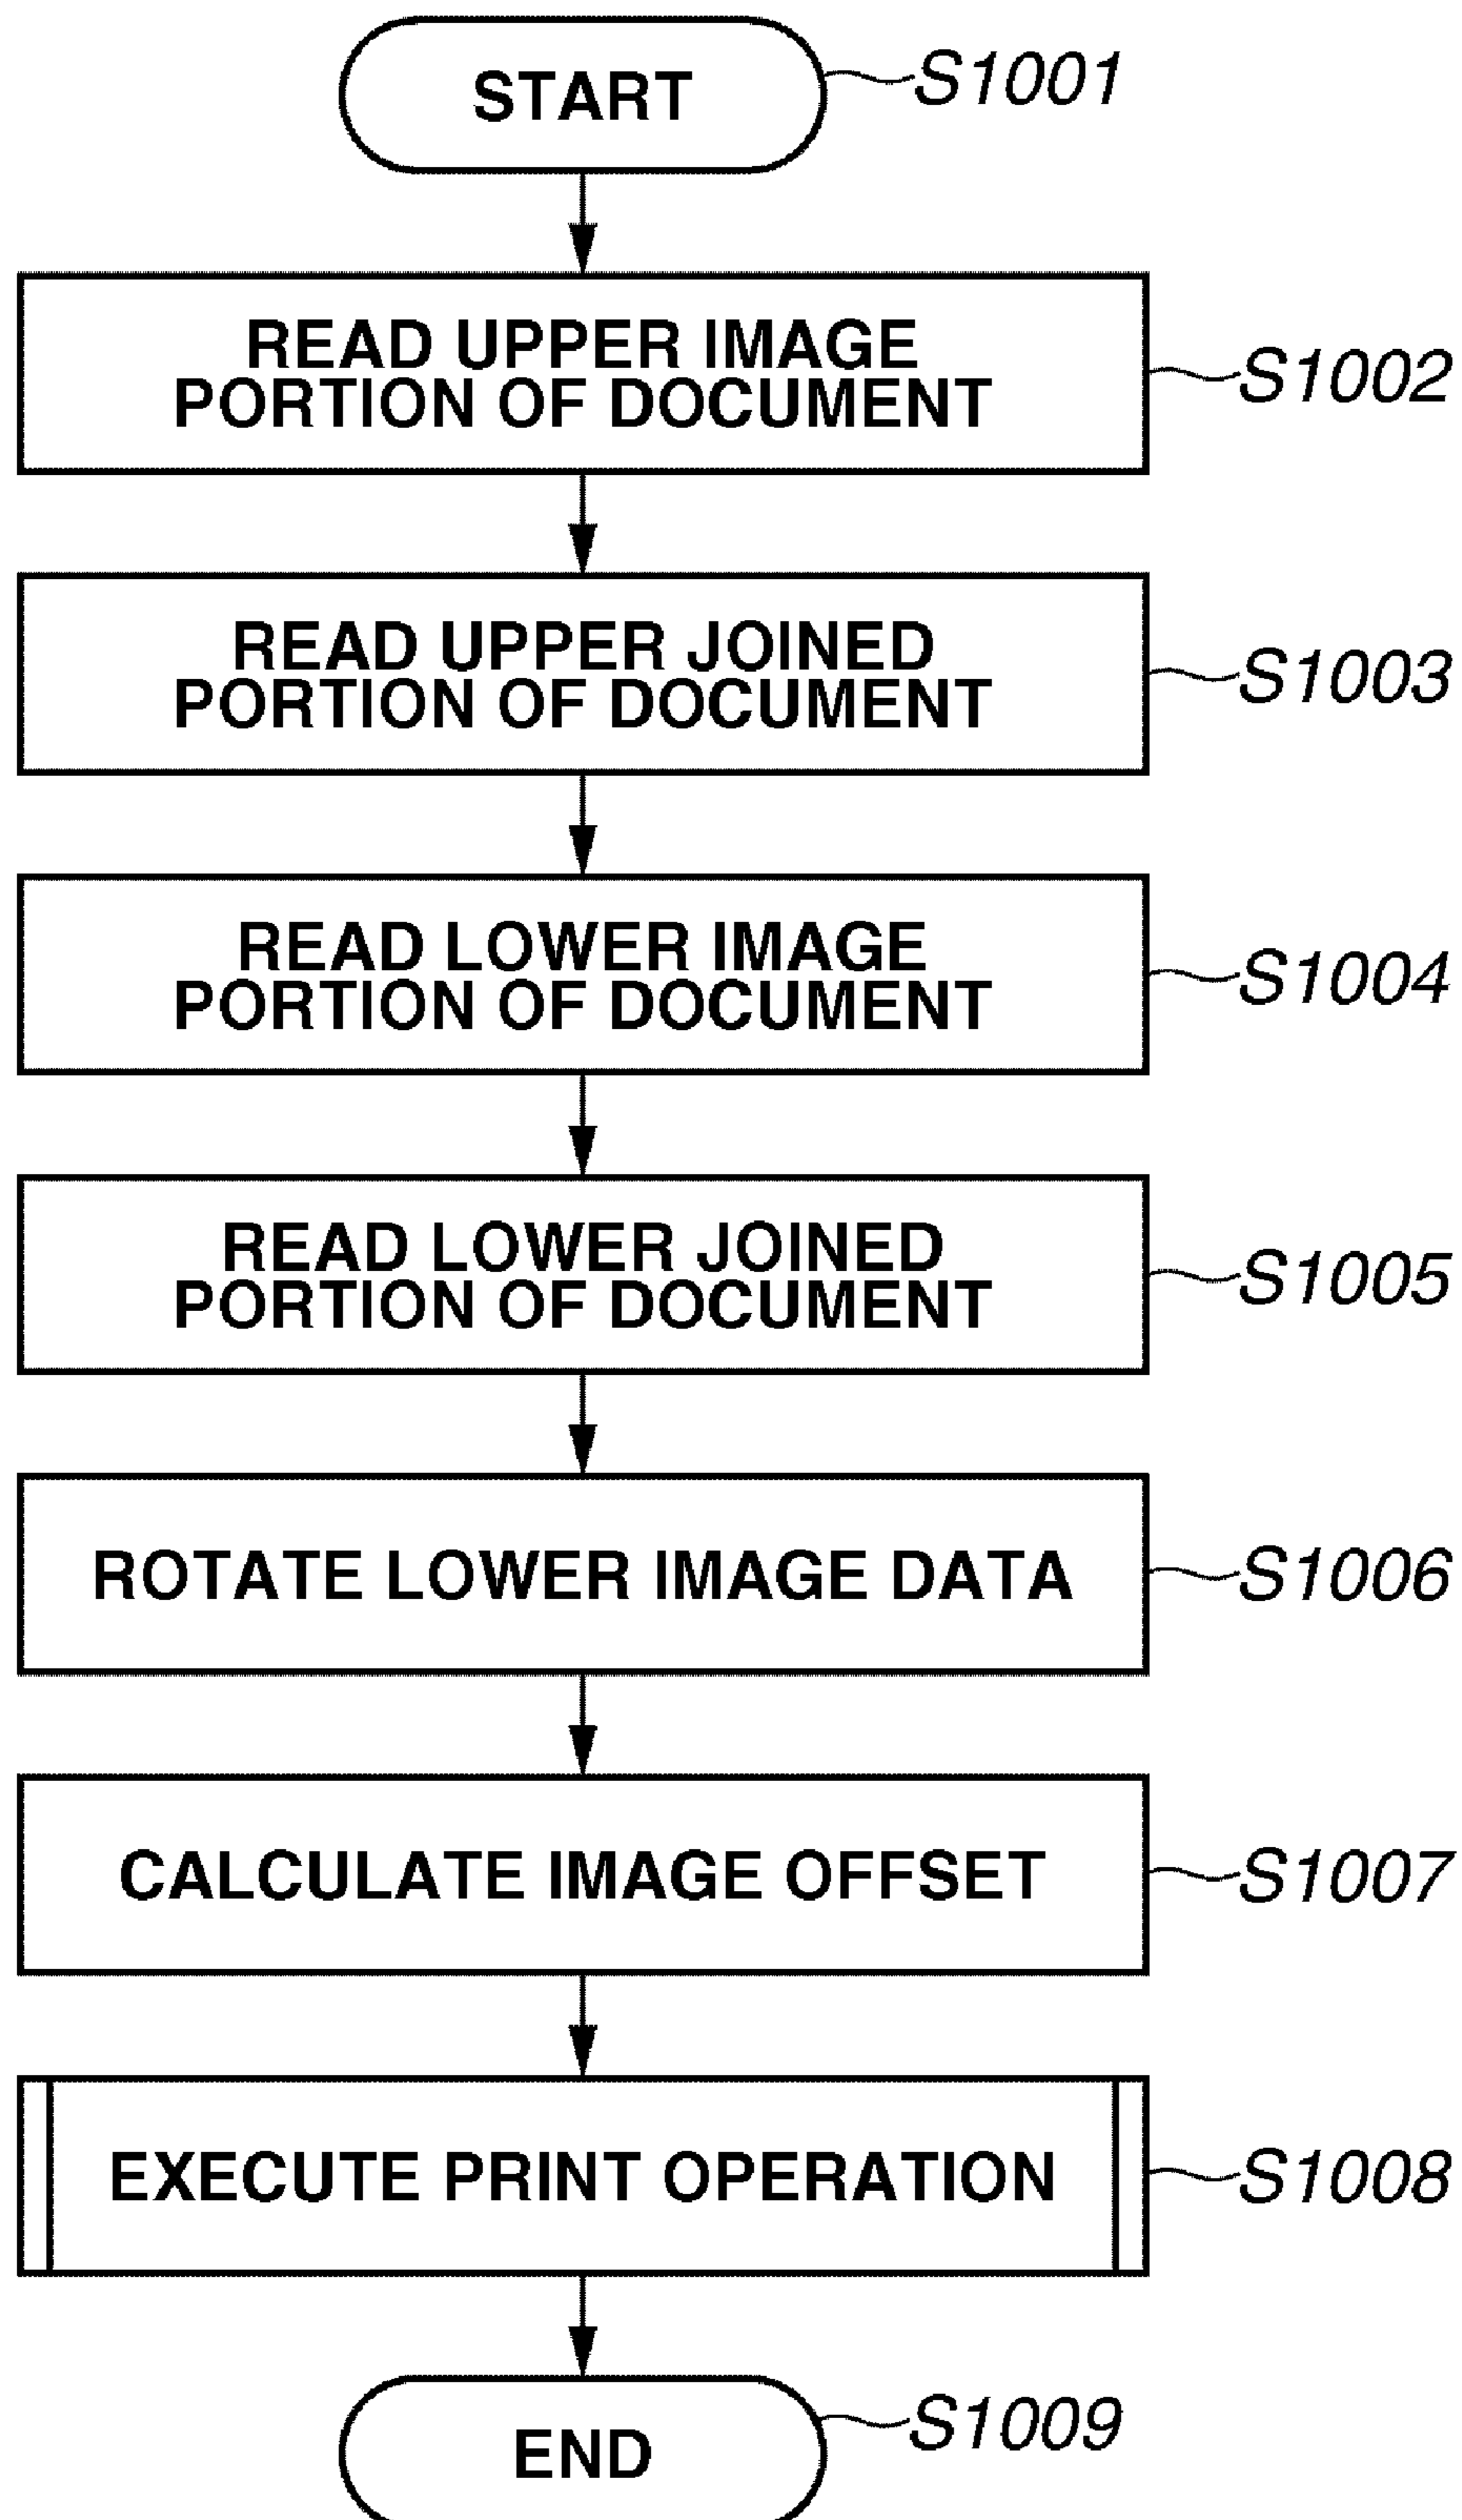 START
S1001
READ UPPER IMAGE
PORTION OF DOCUMENT
S1002
READ UPPER JOINED
PORTION OF DOCUMENT
S1003
READ LOWER IMAGE
PORTION OF DOCUMENT
S1004
READ LOWER JOINED
PORTION OF DOCUMENT
S1005
ROTATE LOWER IMAGE DATA
S1006
CALCULATE IMAGE OFFSET
S1007
EXECUTE PRINT OPERATION
S1008
END
S1009